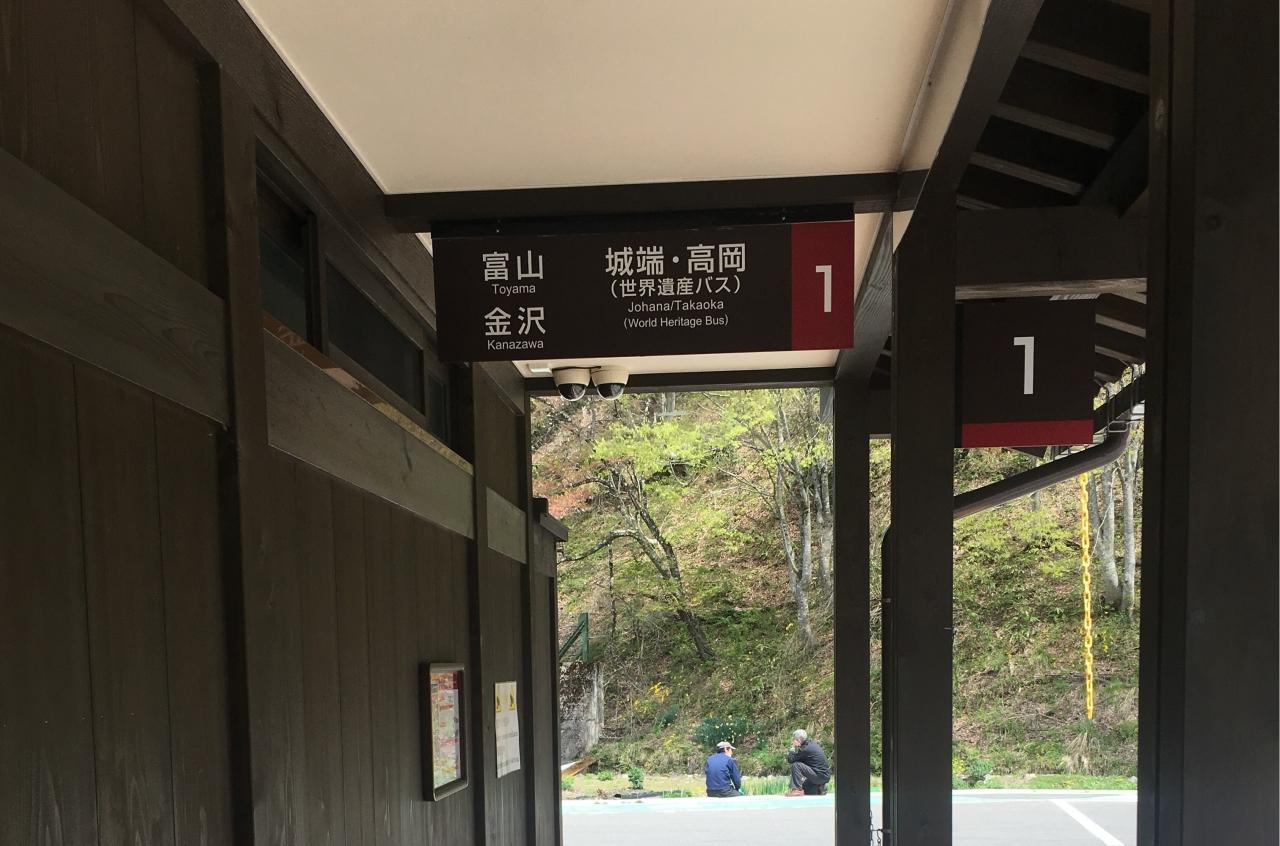 富山
Toyama
金沢
Kanazawa
城端・高岡
(世界遺産バス)
Johana/Takaoka
(World Heritage Bus)
1
1